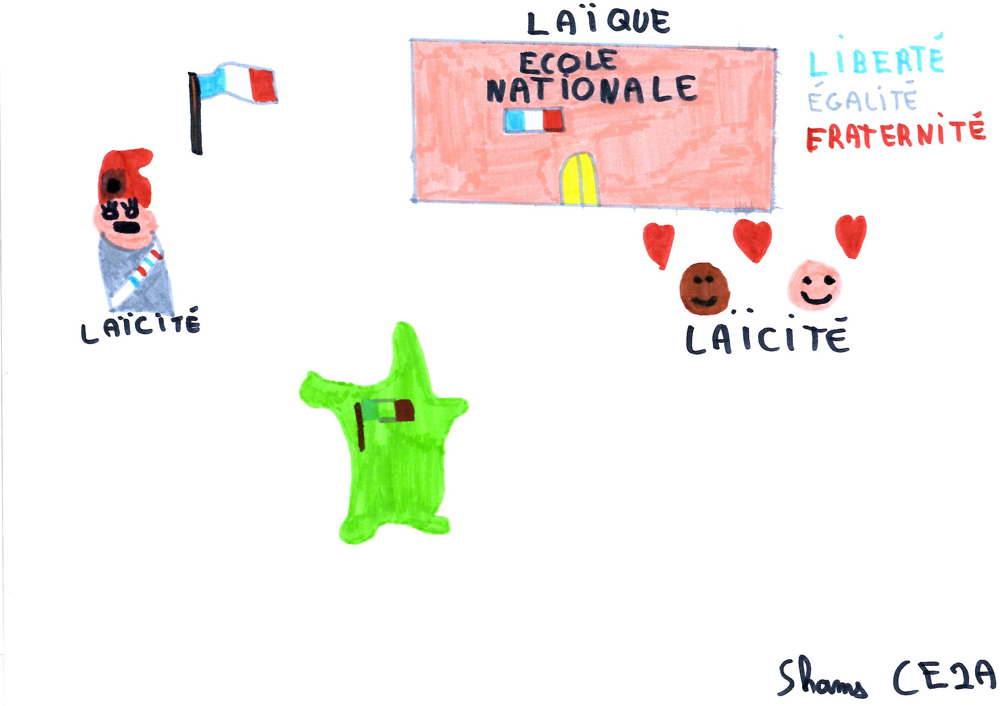 LAÏQUE
ECOLE
NATIONALE
LIBERTÉ
ÉGALITÉ
FRATERNITÉ
LAÏCITÉ
LAÏCITÉ
Shams CE2A